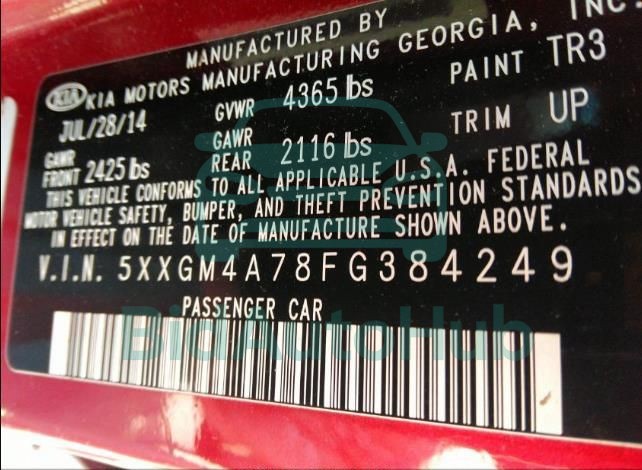 MANUFACTURED BY
KIA KIA MOTORS MANUFACTURING GEORGIA, INC.
JUL/28/14 GVWR 4365 lbs PAINT TR3
GAWR FRONT 2425 lbs GAWR REAR 2116 lbs TRIM UP
THIS VEHICLE CONFORMS TO ALL APPLICABLE U.S.A. FEDERAL
MOTOR VEHICLE SAFETY, BUMPER, AND THEFT PREVENTION STANDARDS
IN EFFECT ON THE DATE OF MANUFACTURE SHOWN ABOVE.
V.I.N. 5XXGM4A78FG384249
PASSENGER CAR
BidAutoHub